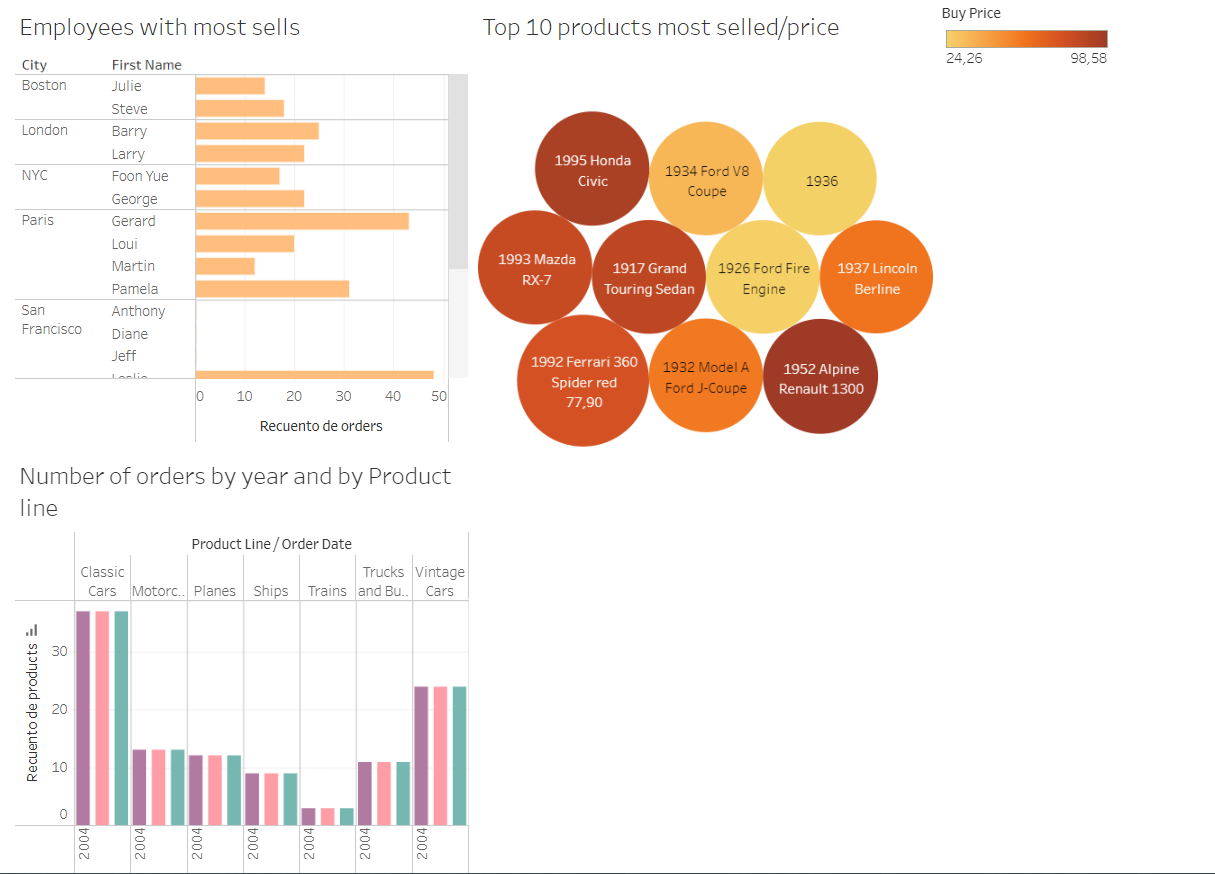 Employees with most sells
City First Name
Boston Julie
Steve
London Barry
Larry
NYC Foon Yue
George
Paris Gerard
Loui
Martin
Pamela
San Francisco Anthony
Diane
Jeff
Leslie
0 10 20 30 40 50
Recuento de orders
Top 10 products most selled/price
1995 Honda
Civic
1934 Ford V8
Coupe
1936
1993 Mazda
RX-7
1917 Grand
Touring Sedan
1926 Ford Fire
Engine
1937 Lincoln
Berline
1992 Ferrari 360
Spider red
77,90
1932 Model A
Ford J-Coupe
1952 Alpine
Renault 1300
Buy Price
24,26 98,58
Number of orders by year and by Product
line
Product Line / Order Date
Classic
Cars
Motorc..
Planes
Ships
Trains
Trucks
and Bu..
Vintage
Cars
Recuento de products
30
20
10
0
2004 2004 2004 2004 2004 2004 2004